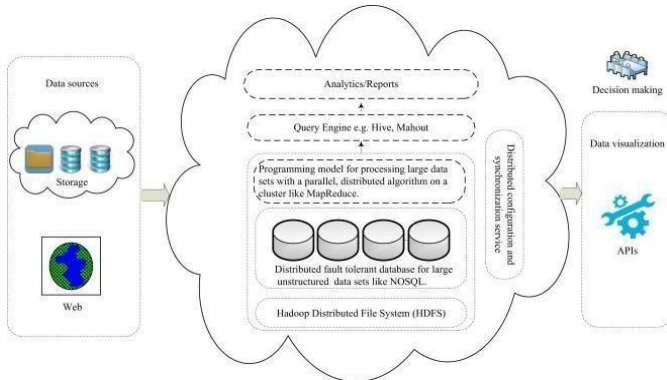 Data sources
Storage
Web
Analytics/Reports
Query Engine e.g. Hive, Mahout
Programming model for processing large data
sets with a parallel, distributed algorithm on a
cluster like MapReduce.
Distributed fault tolerant database for large
unstructured data sets like NOSQL.
Hadoop Distributed File System (HDFS)
Distributed configuration and
synchronization service
Decision making
Data visualization
APIs